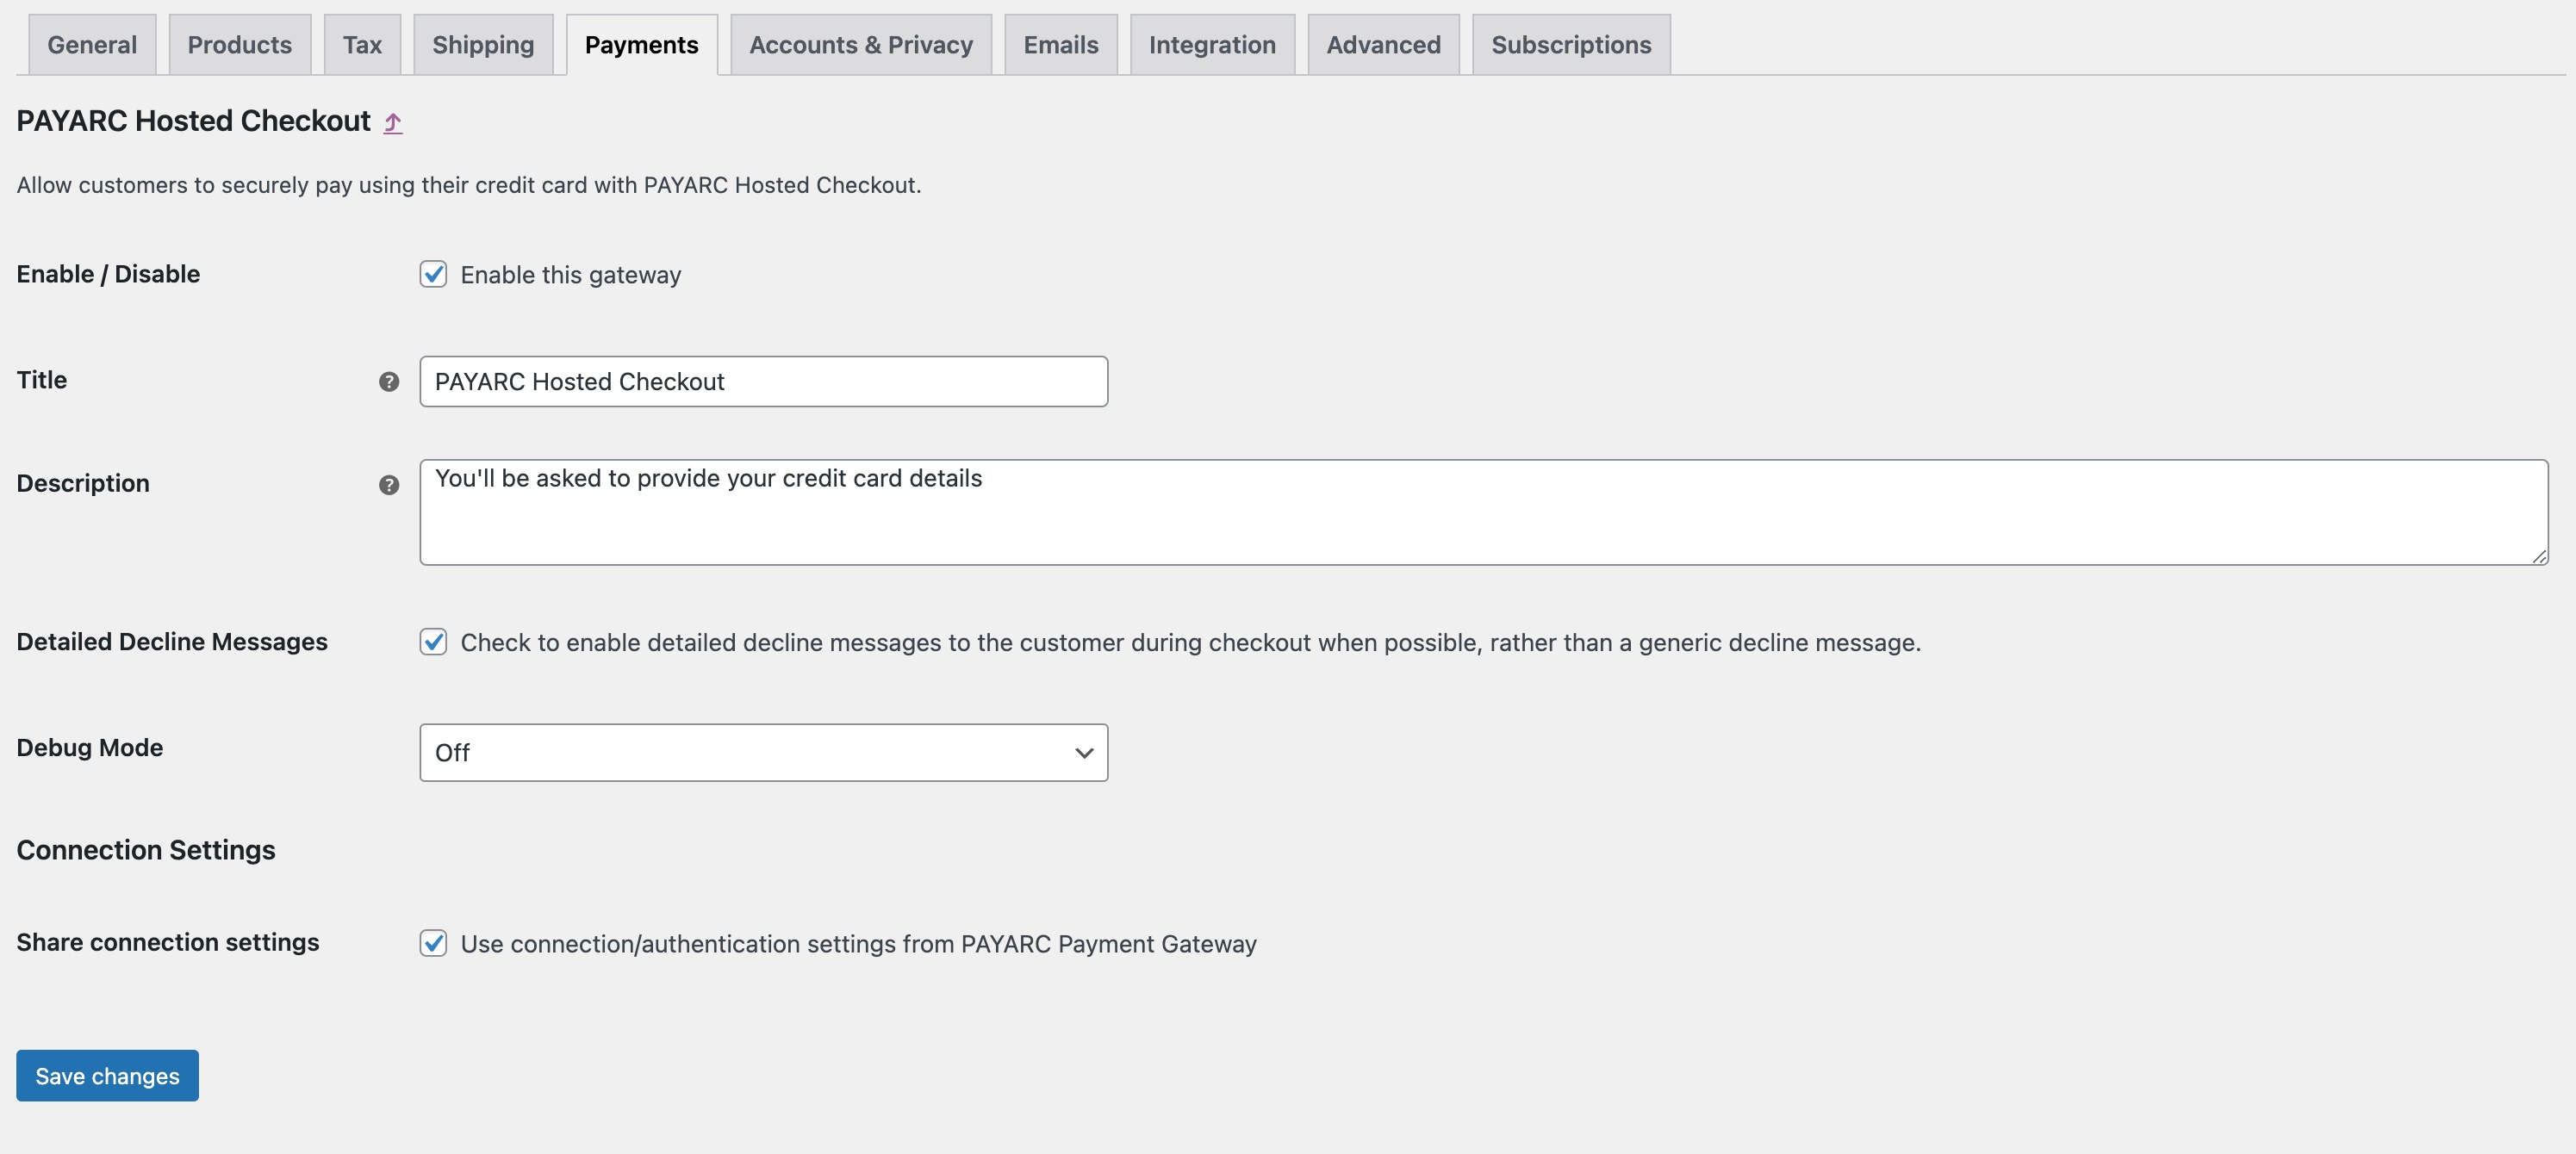 General Products Tax Shipping Payments Accounts & Privacy Emails Integration Advanced Subscriptions
PAYARC Hosted Checkout ⤴
Allow customers to securely pay using their credit card with PAYARC Hosted Checkout.
Enable / Disable Enable this gateway
Title ? PAYARC Hosted Checkout
Description ? You'll be asked to provide your credit card details
Detailed Decline Messages Check to enable detailed decline messages to the customer during checkout when possible, rather than a generic decline message.
Debug Mode Off
Connection Settings
Share connection settings Use connection/authentication settings from PAYARC Payment Gateway
Save changes